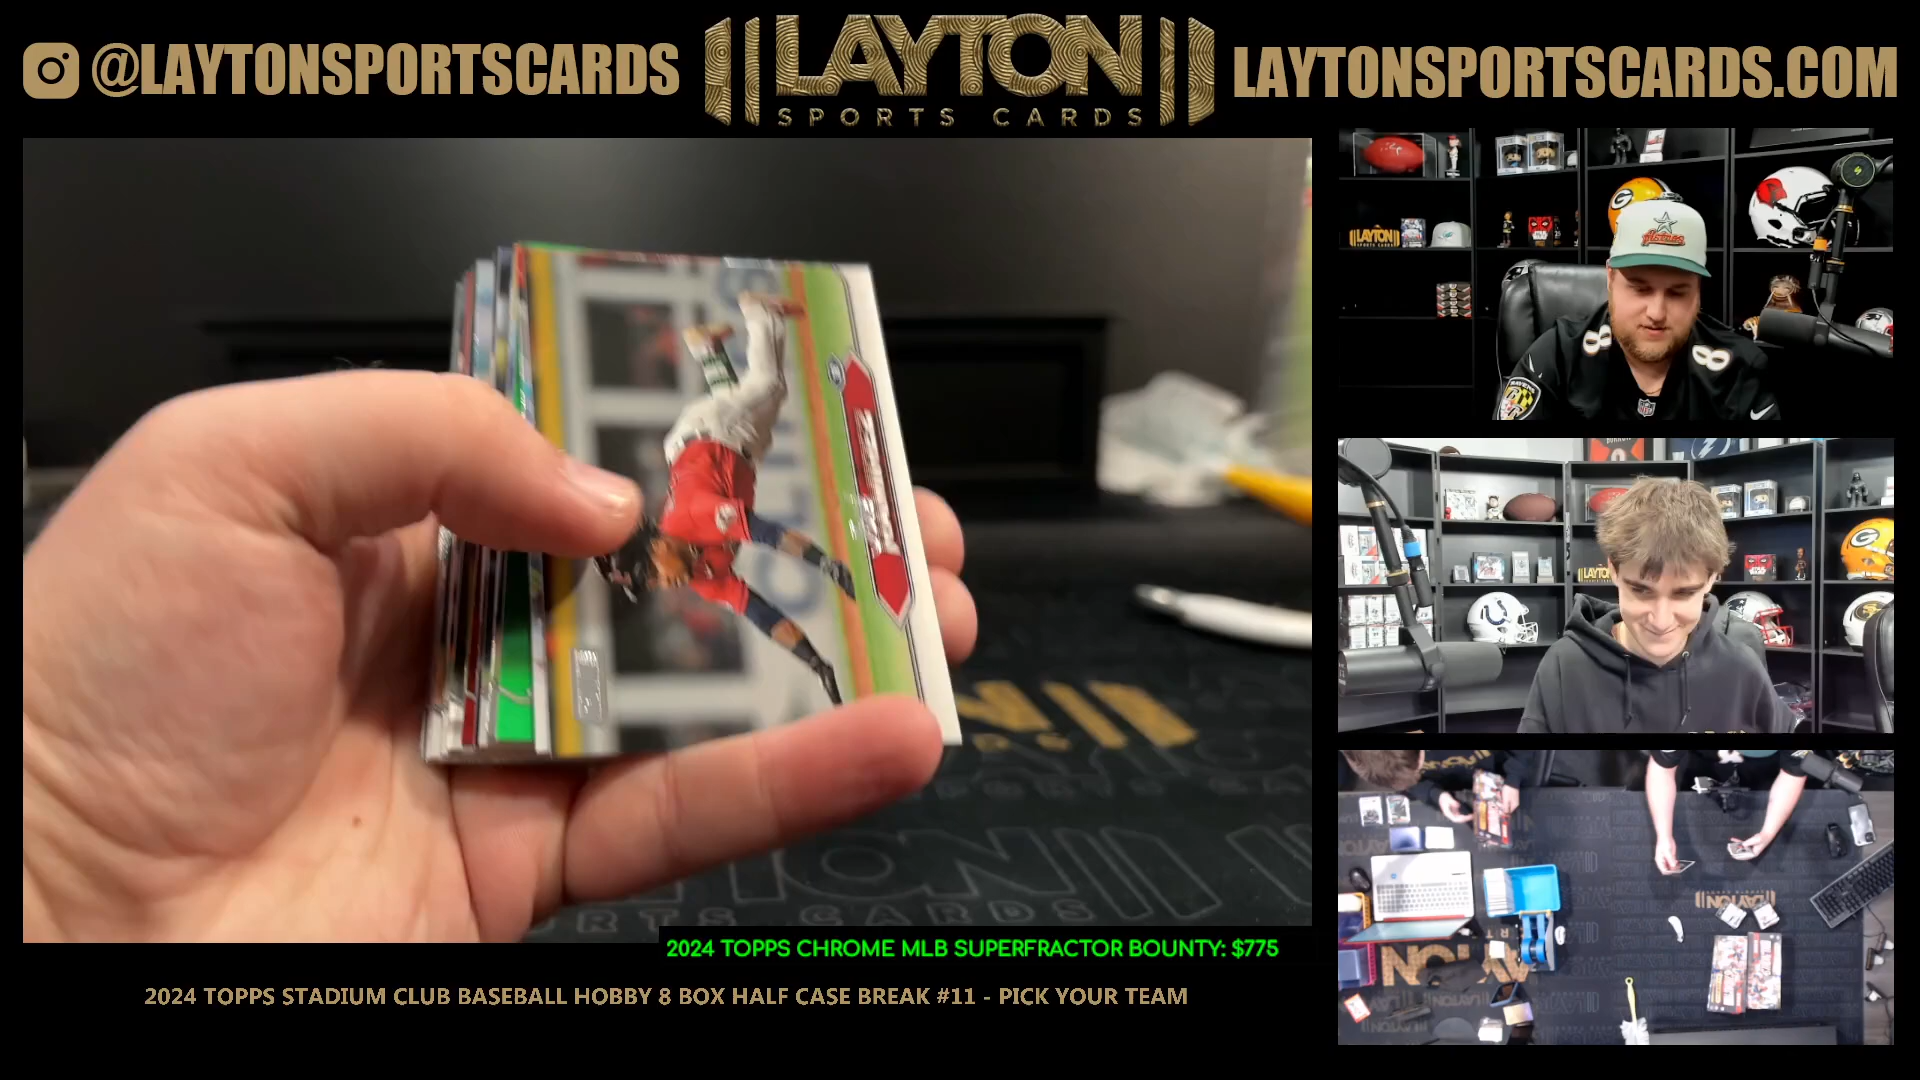 @LAYTONSPORTSCARDS
LAYTON
SPORTS CARDS
LAYTONSPORTSCARDS.COM
2024 TOPPS CHROME MLB SUPERFRACTOR BOUNTY: $775
2024 TOPPS STADIUM CLUB BASEBALL HOBBY 8 BOX HALF CASE BREAK #11 - PICK YOUR TEAM